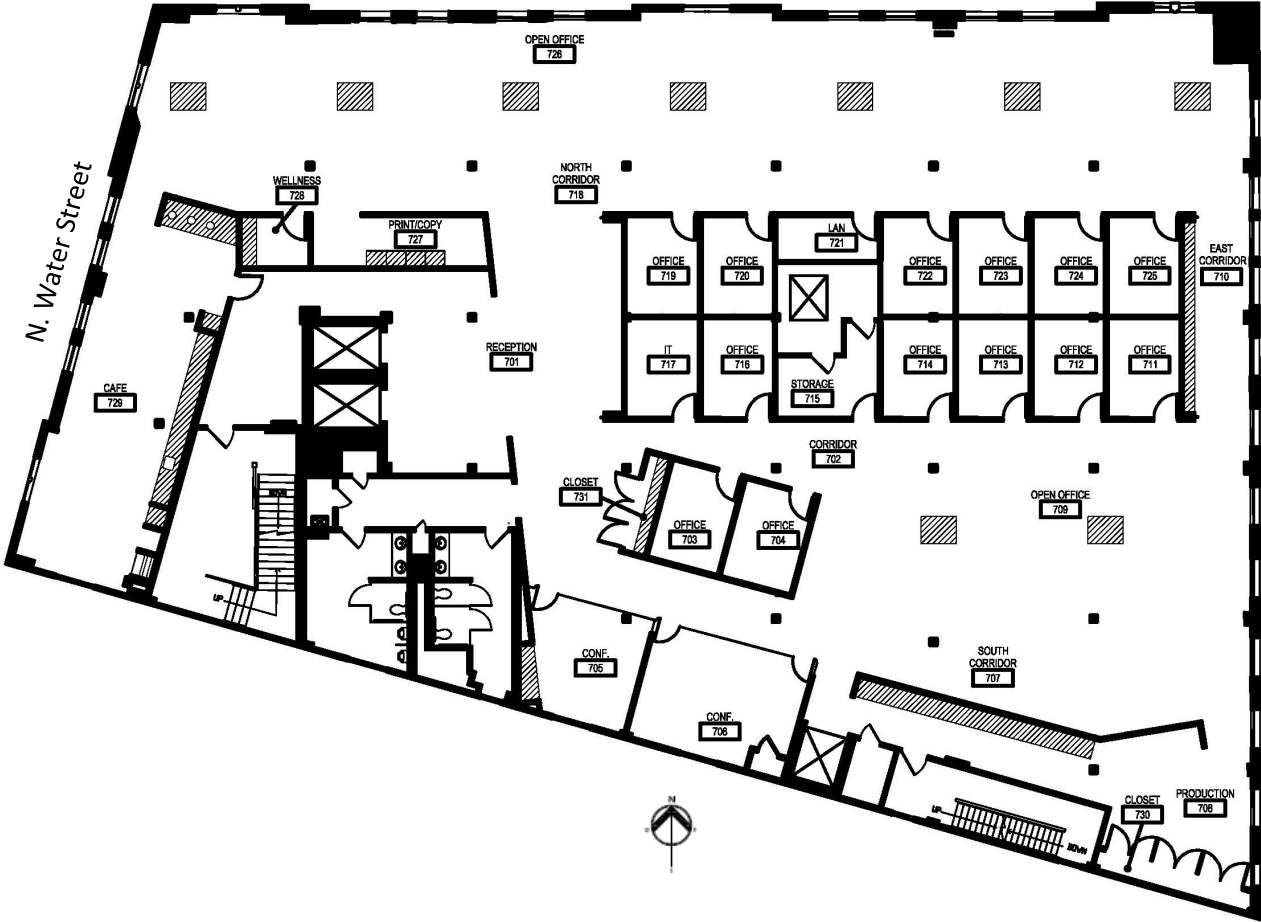 OPEN OFFICE
726
N. Water Street
WELLNESS
728
NORTH
CORRIDOR
718
PRINT/COPY
727
LAN
721
OFFICE
719
OFFICE
720
OFFICE
722
OFFICE
723
OFFICE
724
OFFICE
725
EAST
CORRIDOR
710
RECEPTION
701
IT
717
OFFICE
716
STORAGE
715
OFFICE
714
OFFICE
713
OFFICE
712
OFFICE
711
CAFE
729
CORRIDOR
702
CLOSET
731
OPEN OFFICE
709
OFFICE
703
OFFICE
704
DOWN
UP
CONF.
705
SOUTH
CORRIDOR
707
CONF.
706
CLOSET
730
PRODUCTION
708
UP
DOWN
N